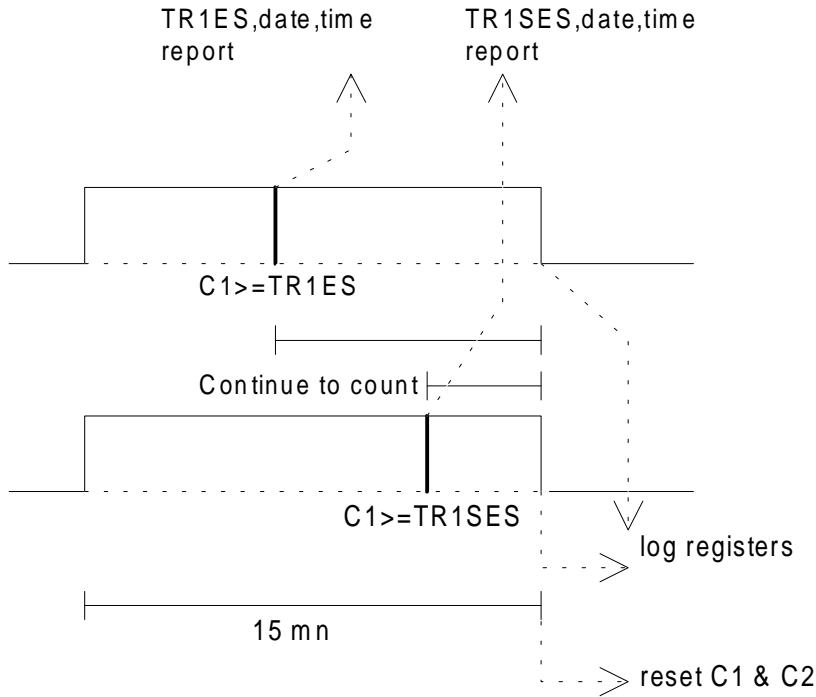 TR1ES,date,time
report
TR1SES,date,time
report
C1>=TR1ES
Continue to count
C1>=TR1SES
log registers
15 mn
reset C1 & C2